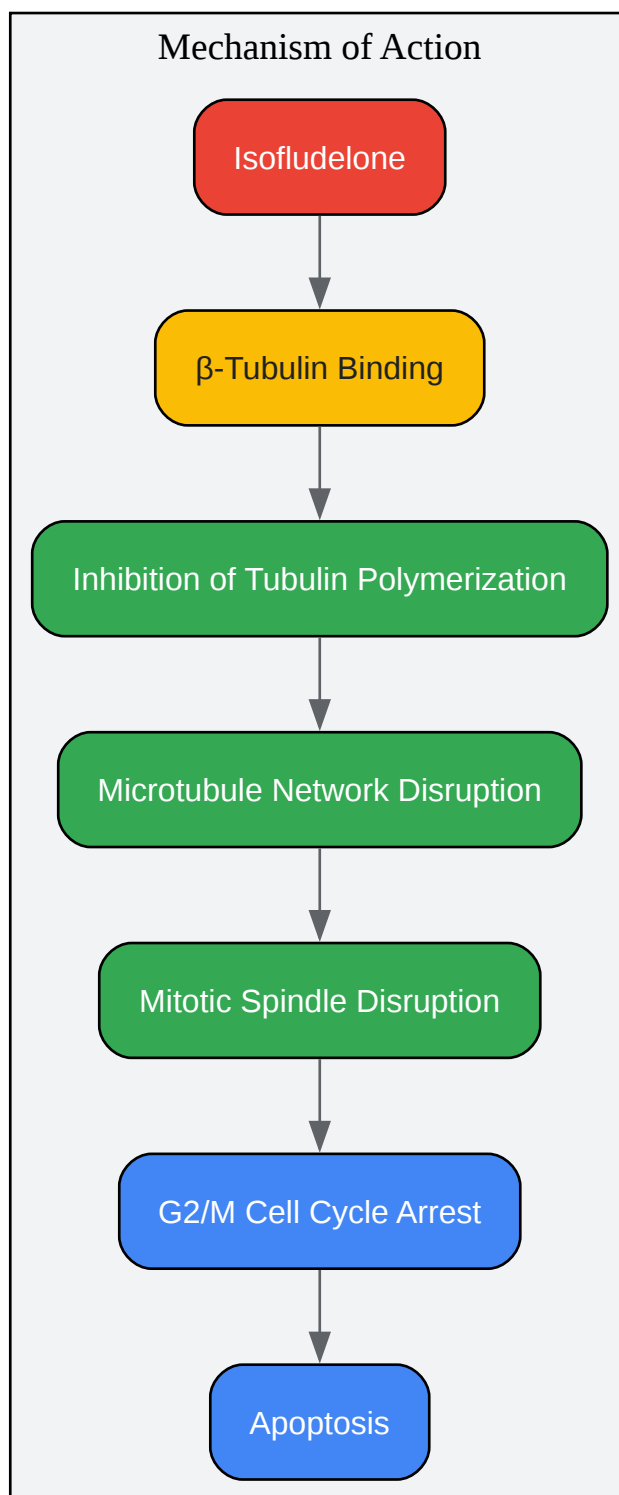 Mechanism of Action
Isofludelone
β-Tubulin Binding
Inhibition of Tubulin Polymerization
Microtubule Network Disruption
Mitotic Spindle Disruption
G2/M Cell Cycle Arrest
Apoptosis